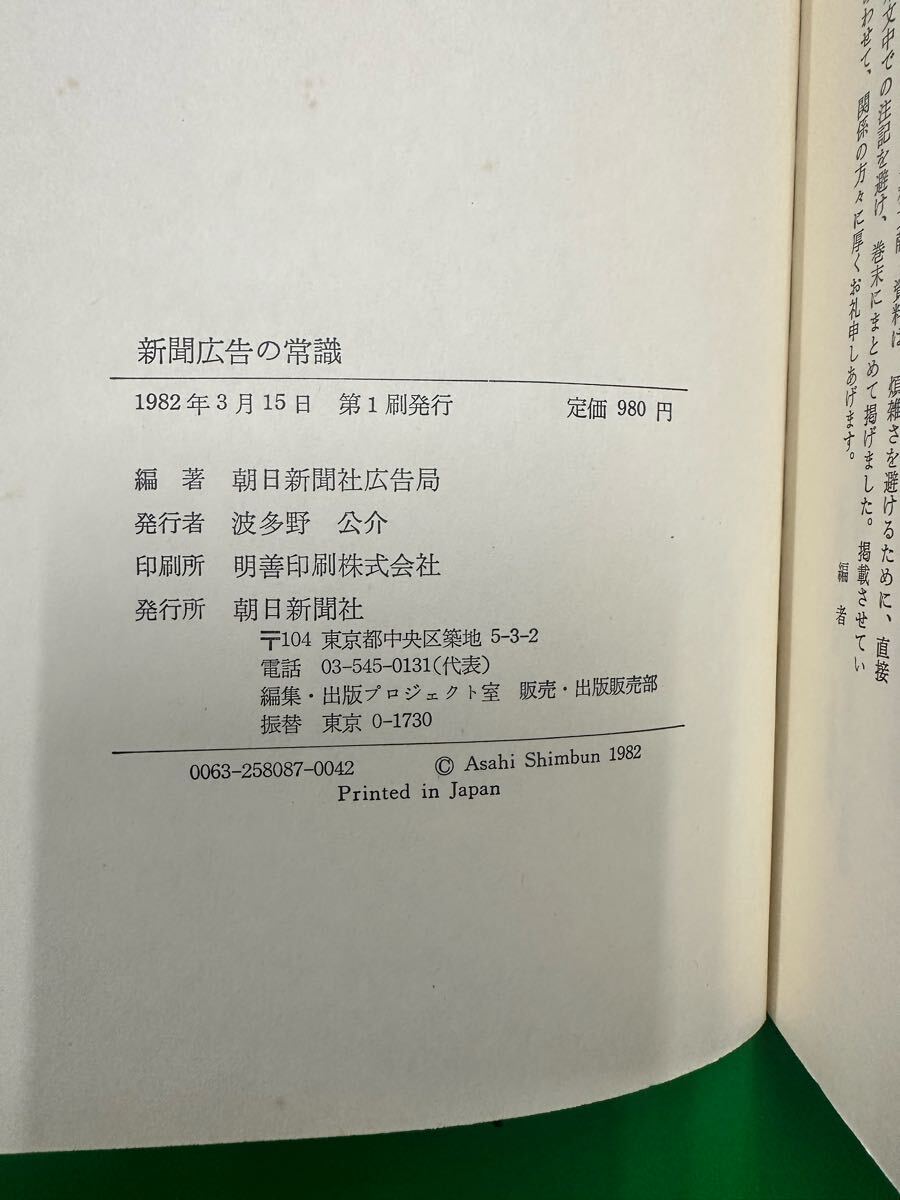 新聞広告の常識
1982年3月15日 第1刷発行 定価 980 円
編 著 朝日新聞社広告局
発行者 波多野 公介
印刷所 明善印刷株式会社
発行所 朝日新聞社
〒104 東京都中央区築地 5-3-2
電話 03-545-0131(代表)
編集・出版プロジェクト室 販売・出版販売部
振替 東京 0-1730
0063-258087-0042 © Asahi Shimbun 1982
Printed in Japan
資料は、煩雑さを避けるために、直接
文中での注記を避け、巻末にまとめて掲げました。掲載させてい
わせて、関係の方々に厚くお礼申しあげます。
編 者